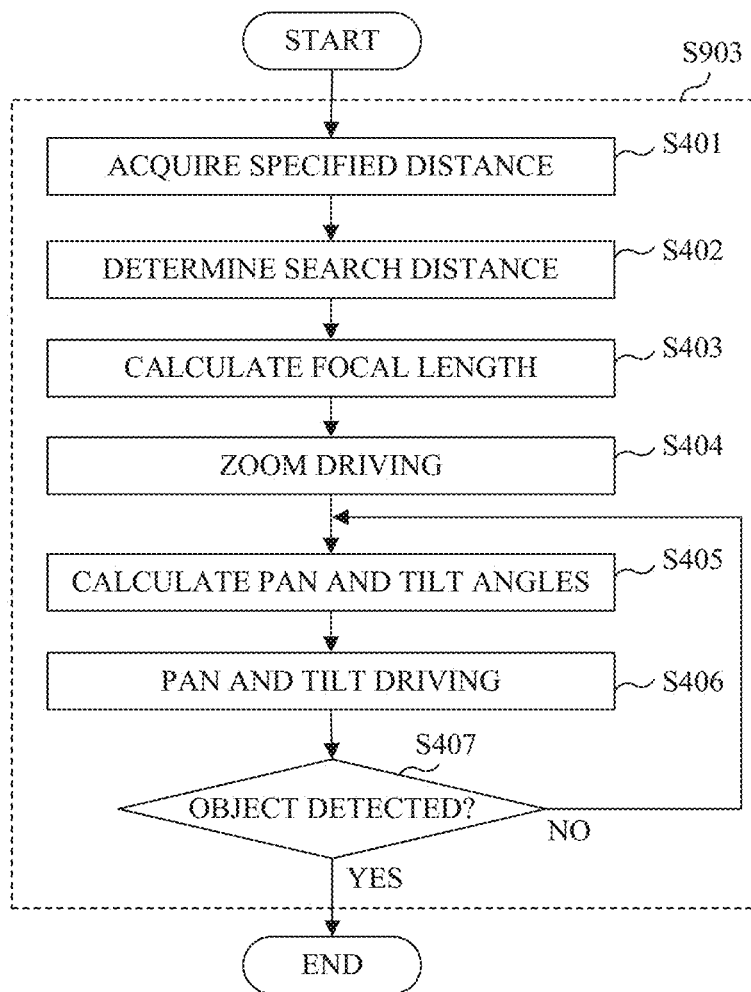 START
S903
ACQUIRE SPECIFIED DISTANCE
S401
DETERMINE SEARCH DISTANCE
S402
CALCULATE FOCAL LENGTH
S403
ZOOM DRIVING
S404
CALCULATE PAN AND TILT ANGLES
S405
PAN AND TILT DRIVING
S406
S407
OBJECT DETECTED?
NO
YES
END